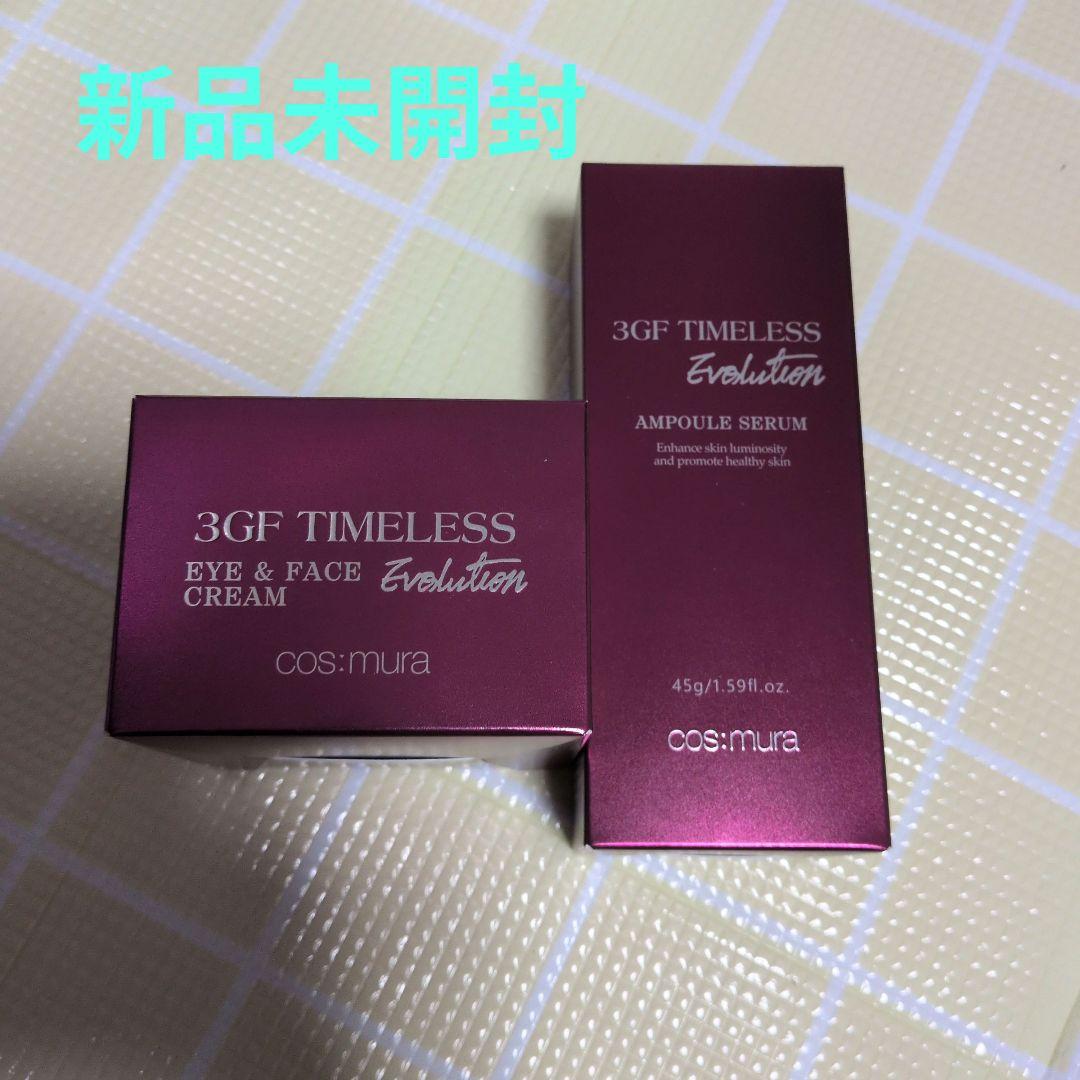 新品未開封
3GF TIMELESS
Evolution
AMPOULE SERUM
Enhance skin luminosity
and promote healthy skin
45g/1.59fl.oz.
cos:mura
3GF TIMELESS
EYE & FACE Evolution
CREAM
cos:mura